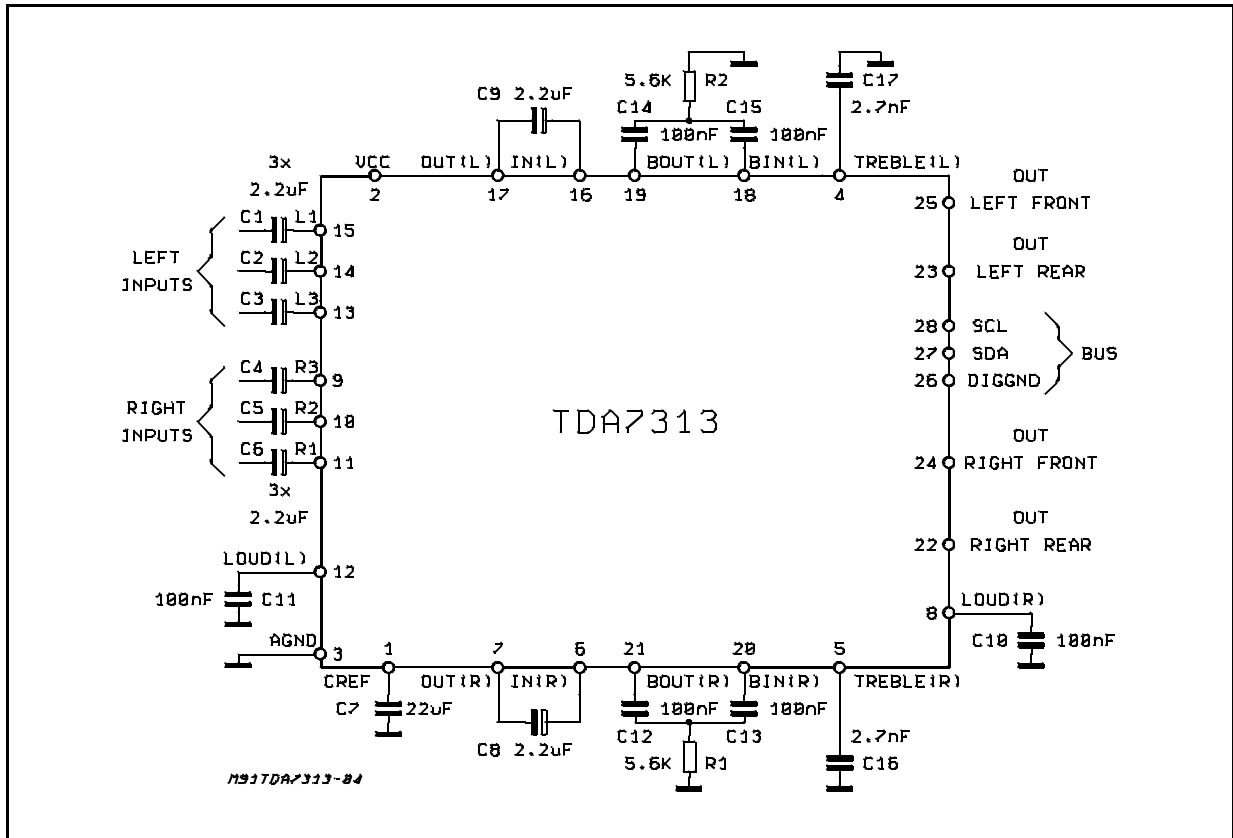 C9 2.2uF
5.6K R2
C14 C15
100nF 100nF
C17
2.7nF
3x
2.2uF
VCC OUT(L) IN(L) BOUT(L) BIN(L) TREBLE(L)
2 17 16 19 18 4
C1 L1 15
C2 L2 14
C3 L3 13
LEFT
INPUTS
C4 R3 9
C5 R2 10
C6 R1 11
RIGHT
INPUTS
3x
2.2uF
TDA7313
OUT
25 LEFT FRONT
OUT
23 LEFT REAR
28 SCL
27 SDA
26 DIGGND
BUS
OUT
24 RIGHT FRONT
OUT
22 RIGHT REAR
LOUD(L)
12
100nF C11
AGND
3
8 LOUD(R)
C10 100nF
1 7 6 21 20 5
CREF OUT(R) IN(R) BOUT(R) BIN(R) TREBLE(R)
C7 22uF
C8 2.2uF
100nF 100nF
C12 C13
5.6K R1
2.7nF
C16
M91TDA7313-04